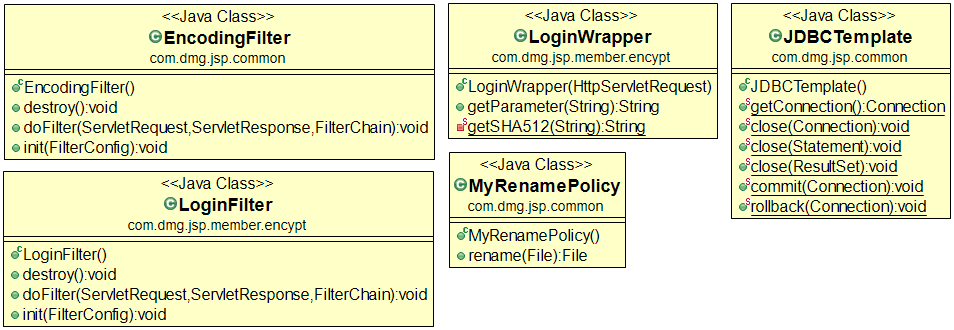 <<Java Class>>
EncodingFilter
com.dmg.jsp.common
EncodingFilter()
destroy():void
doFilter(ServletRequest,ServletResponse,FilterChain):void
init(FilterConfig):void
<<Java Class>>
LoginFilter
com.dmg.jsp.member.encypt
LoginFilter()
destroy():void
doFilter(ServletRequest,ServletResponse,FilterChain):void
init(FilterConfig):void
<<Java Class>>
LoginWrapper
com.dmg.jsp.member.encypt
LoginWrapper(HttpServletRequest)
getParameter(String):String
getSHA512(String):String
<<Java Class>>
MyRenamePolicy
com.dmg.jsp.common
MyRenamePolicy()
rename(File):File
<<Java Class>>
JDBCTemplate
com.dmg.jsp.common
JDBCTemplate()
getConnection():Connection
close(Connection):void
close(Statement):void
close(ResultSet):void
commit(Connection):void
rollback(Connection):void